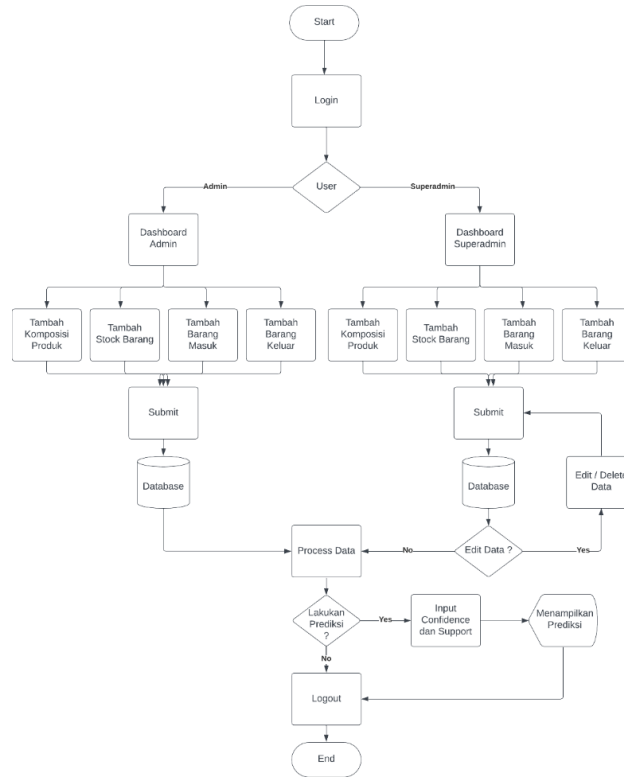 Start
Login
User
Admin
Superadmin
Dashboard
Admin
Dashboard
Superadmin
Tambah
Komposisi
Produk
Tambah
Stock Barang
Tambah
Barang
Masuk
Tambah
Barang
Keluar
Tambah
Komposisi
Produk
Tambah
Stock Barang
Tambah
Barang
Masuk
Tambah
Barang
Keluar
Submit
Submit
Database
Database
Edit / Delete
Data
Process Data
No
Edit Data ?
Yes
Lakukan
Prediksi
?
Yes
Input
Confidence
dan Support
Menampilkan
Prediksi
No
Logout
End